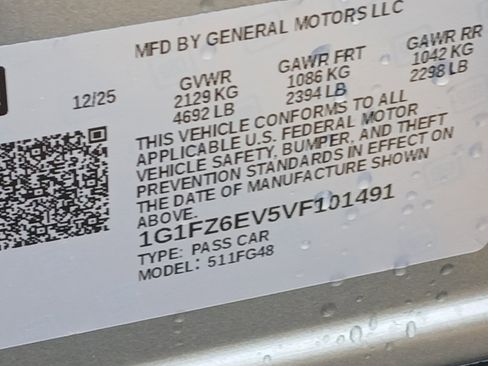 MFD BY GENERAL MOTORS LLC
12/25
GVWR
2129 KG
4692 LB
GAWR FRT
1086 KG
2394 LB
GAWR RR
1042 KG
2298 LB
THIS VEHICLE CONFORMS TO ALL
APPLICABLE U.S. FEDERAL MOTOR
VEHICLE SAFETY, BUMPER, AND THEFT
PREVENTION STANDARDS IN EFFECT ON
THE DATE OF MANUFACTURE SHOWN
ABOVE.
1G1FZ6EV5VF101491
TYPE: PASS CAR
MODEL: 511FG48